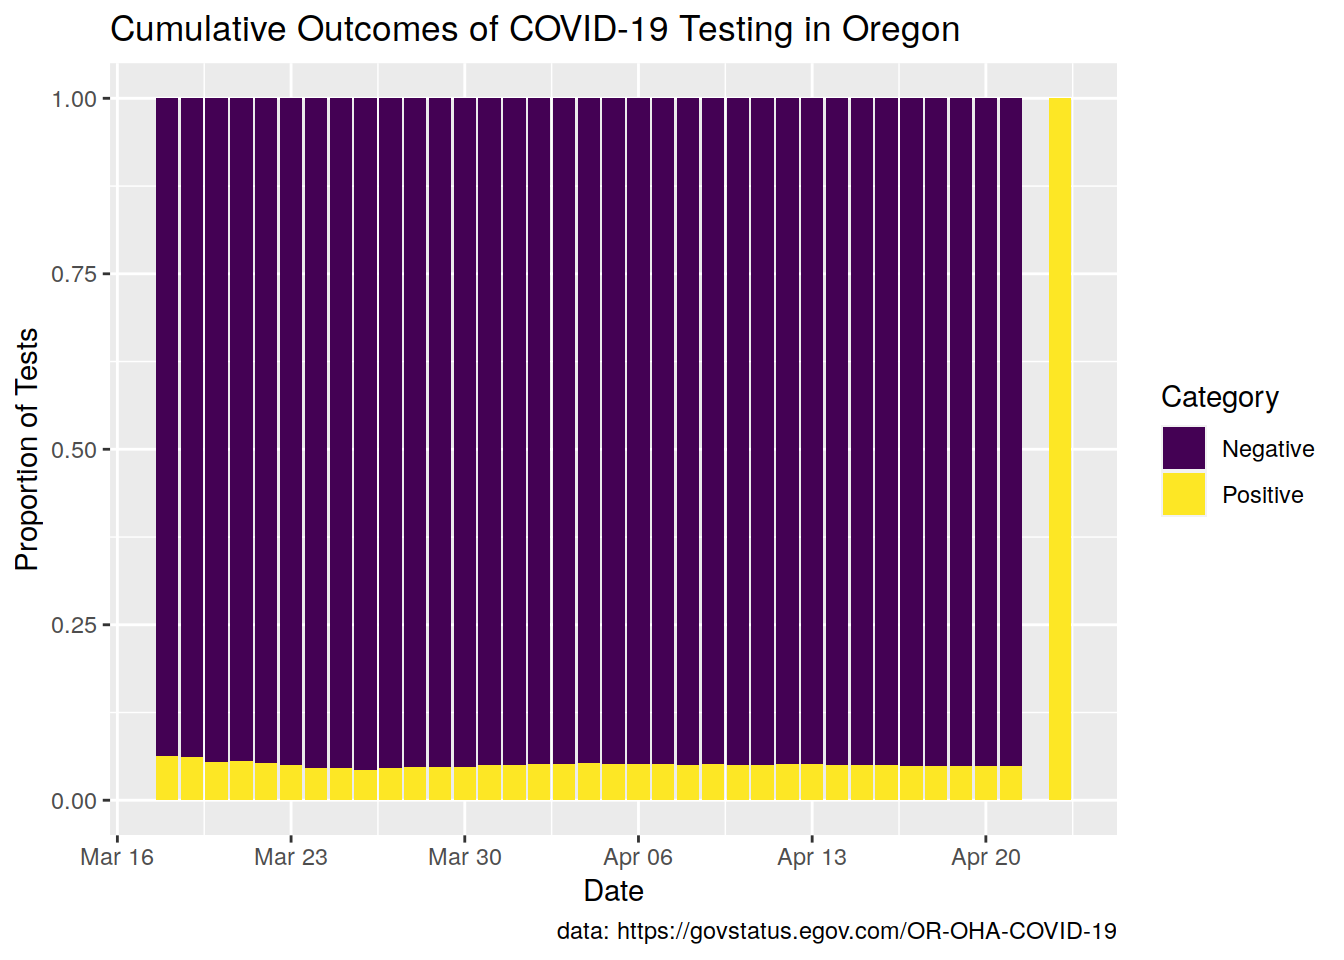 Cumulative Outcomes of COVID-19 Testing in Oregon
1.00
0.75
0.50
0.25
0.00
Proportion of Tests
Mar 16 Mar 23 Mar 30 Apr 06 Apr 13 Apr 20
Date
Category
Negative
Positive
data: https://govstatus.egov.com/OR-OHA-COVID-19